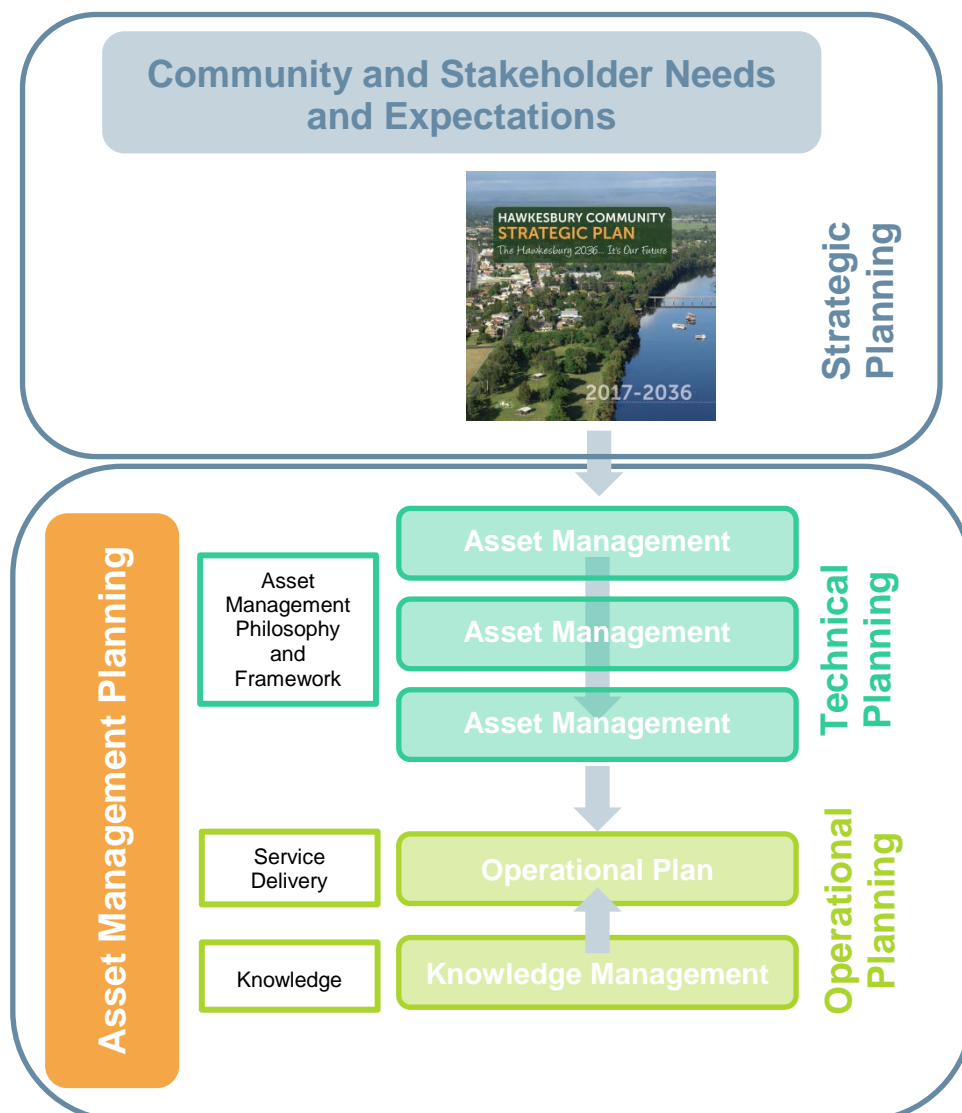 Community and Stakeholder Needs
and Expectations
HAWKESBURY COMMUNITY
STRATEGIC PLAN
The Hawkesbury 2036... It's Our Future
2017-2036
Strategic
Planning
Asset Management Planning
Asset
Management
Philosophy
and
Framework
Asset Management
Asset Management
Asset Management
Technical
Planning
Service
Delivery
Operational Plan
Knowledge
Knowledge Management
Operational
Planning